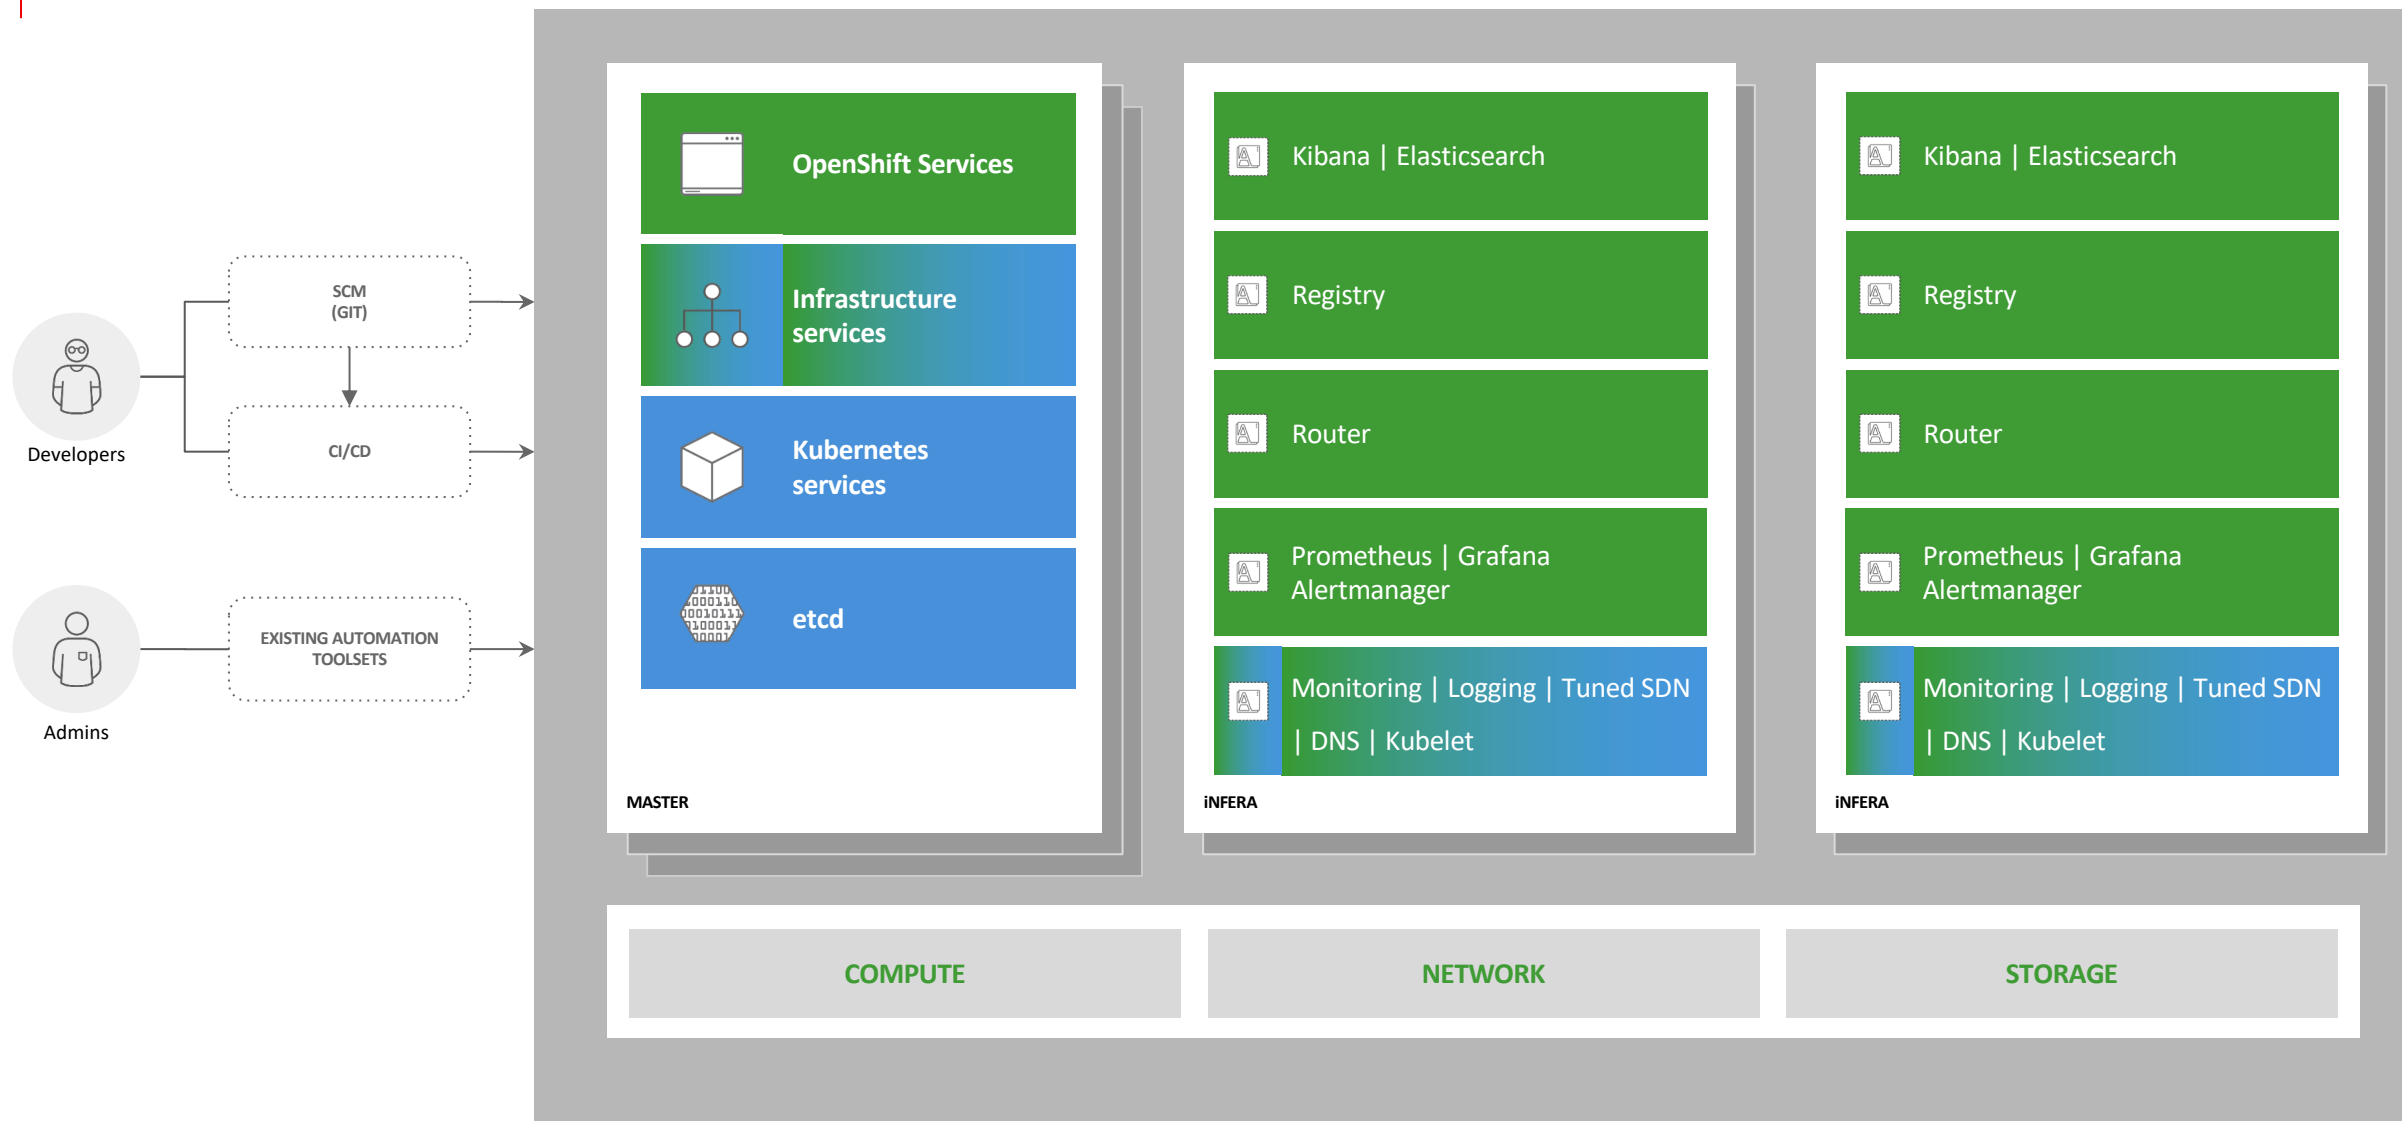 SCM
(GIT)
CI/CD
Developers
EXISTING AUTOMATION
TOOLSETS
Admins
OpenShift Services
Infrastructure
services
Kubernetes
services
etcd
MASTER
Kibana | Elasticsearch
Registry
Router
Prometheus | Grafana
Alertmanager
Monitoring | Logging | Tuned SDN
| DNS | Kubelet
iNFERA
Kibana | Elasticsearch
Registry
Router
Prometheus | Grafana
Alertmanager
Monitoring | Logging | Tuned SDN
| DNS | Kubelet
iNFERA
COMPUTE
NETWORK
STORAGE